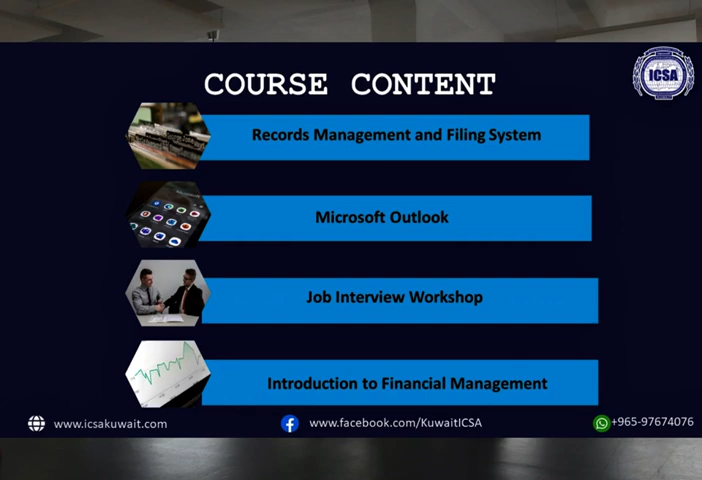 COURSE CONTENT
ICSA
Records Management and Filing System
Microsoft Outlook
Job Interview Workshop
Introduction to Financial Management
www.icsakuwait.com
www.facebook.com/KuwaitICSA
+965-97674076